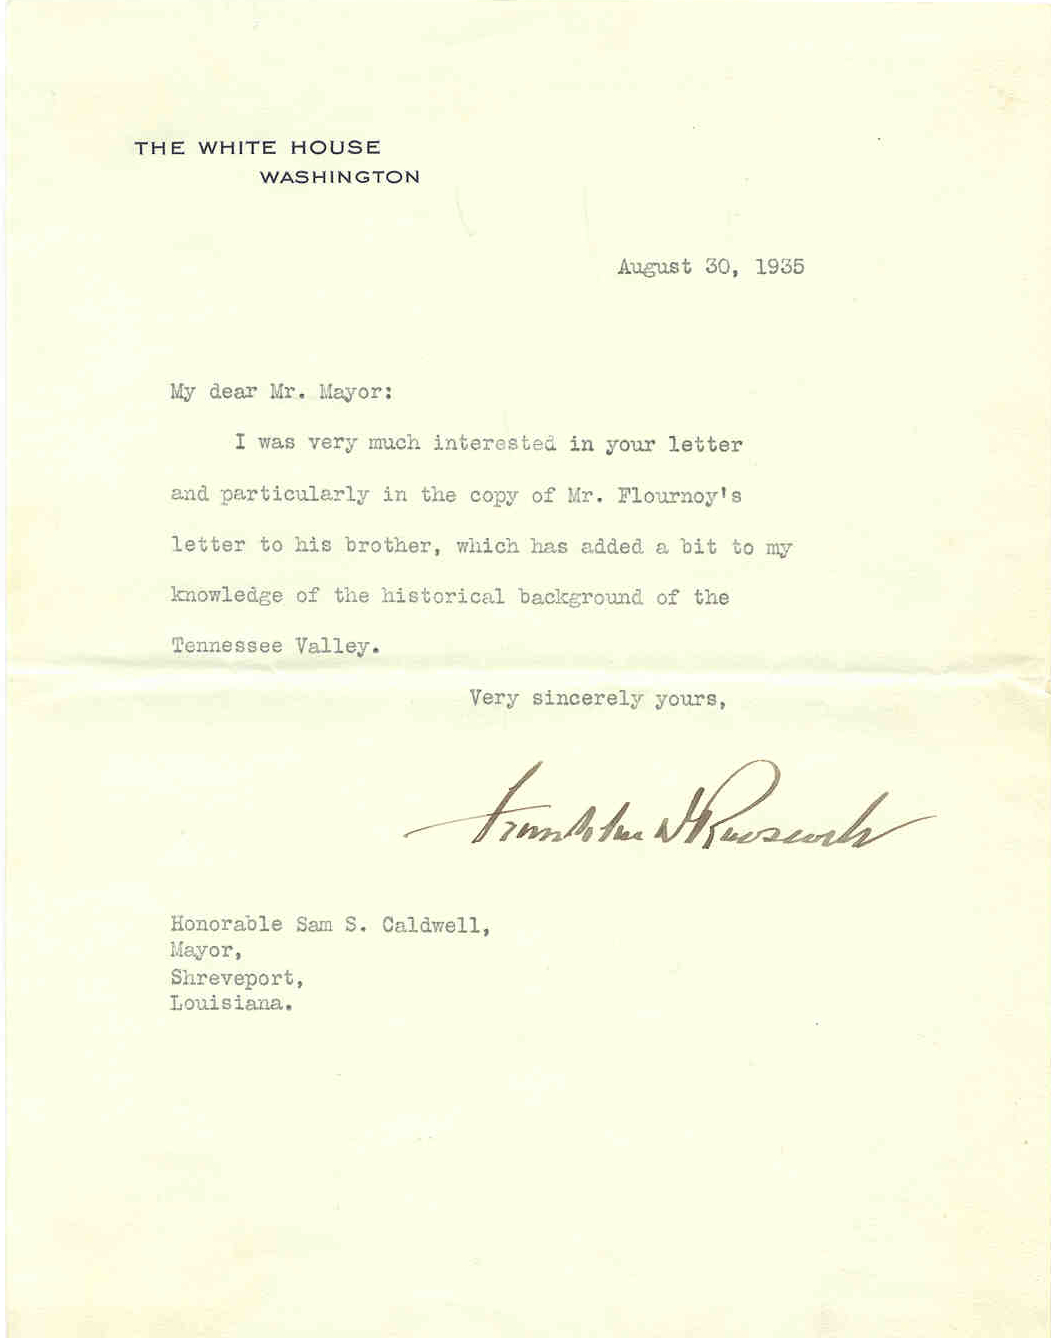 THE WHITE HOUSE
WASHINGTON
August 30, 1935
My dear Mr. Mayor:
I was very much interested in your letter
and particularly in the copy of Mr. Flournoy's
letter to his brother, which has added a bit to my
knowledge of the historical background of the
Tennessee Valley.
Very sincerely yours,
Franklin D Roosevelt
Honorable Sam S. Caldwell,
Mayor,
Shreveport,
Louisiana.